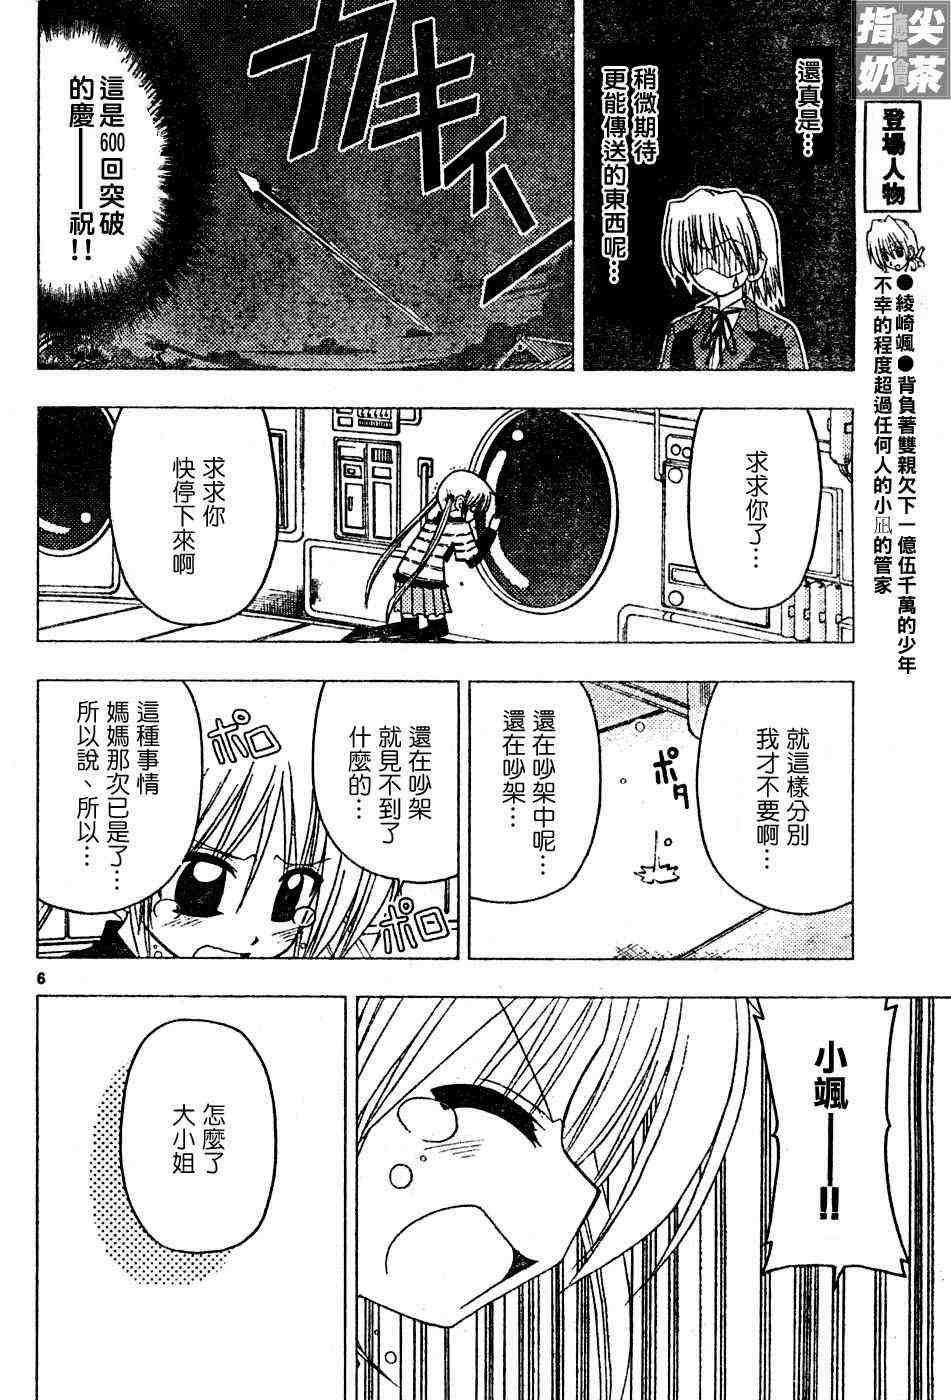 指尖
奶茶
登場人物
●綾崎颯●背負著雙親欠下一億伍千萬的少年
不幸的程度超過任何人的小凪的管家
還真是…
稍微期待
更能傳送的東西呢…
カキィン
這是600回突破
的慶——祝!!
求求你了…
求求你
快停下來啊
就這樣分別
我才不要啊…
ポタ
還在吵架中呢…
還在吵架…
還在吵架
就見不到了
什麼的…
ポロ
ポロ
這種事情
媽媽那次已是了…
所以說、所以…
6
小颯——!!
怎麼了
大小姐